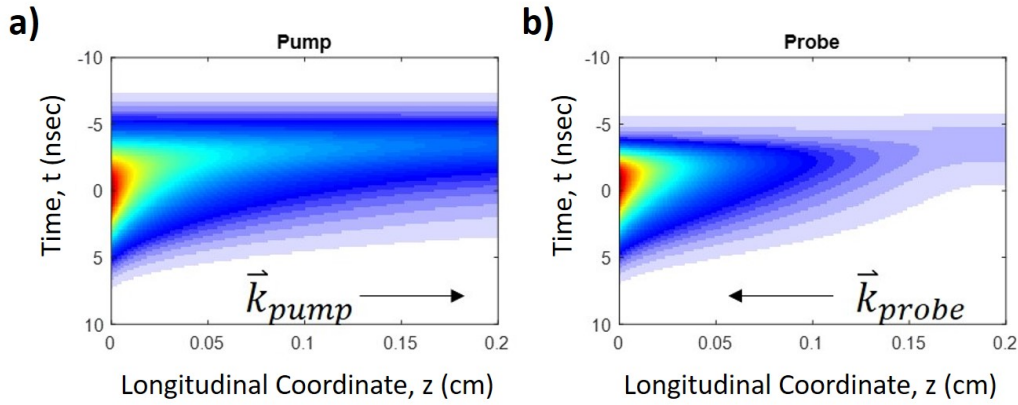 a)
Pump
-10
-5
0
5
10
Time, t (nsec)
k⃗pump
0
0.05
0.1
0.15
0.2
Longitudinal Coordinate, z (cm)
b)
Probe
-10
-5
0
5
10
Time, t (nsec)
k⃗probe
0
0.05
0.1
0.15
0.2
Longitudinal Coordinate, z (cm)